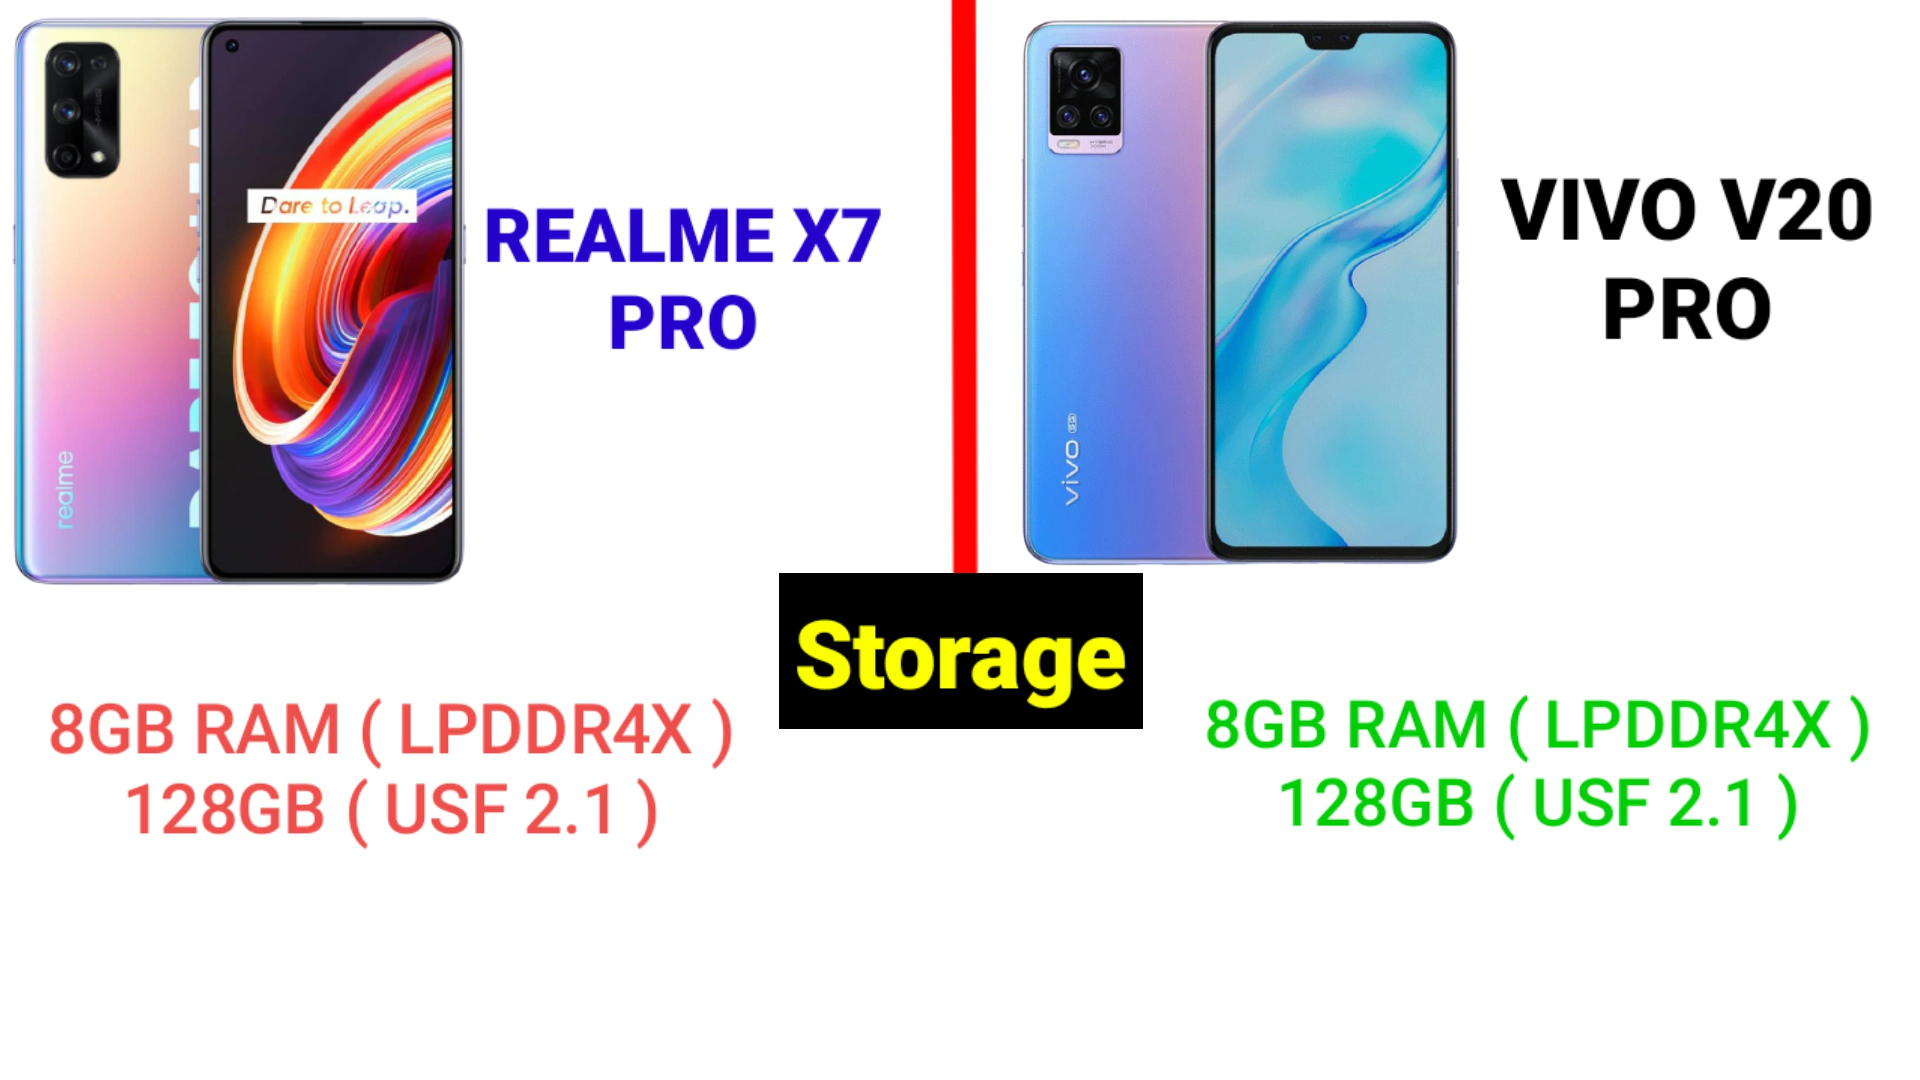 Dare to Leap.
realme
REALME X7
PRO
vivo 5G
VIVO V20
PRO
Storage
8GB RAM ( LPDDR4X )
128GB ( USF 2.1 )
8GB RAM ( LPDDR4X )
128GB ( USF 2.1 )